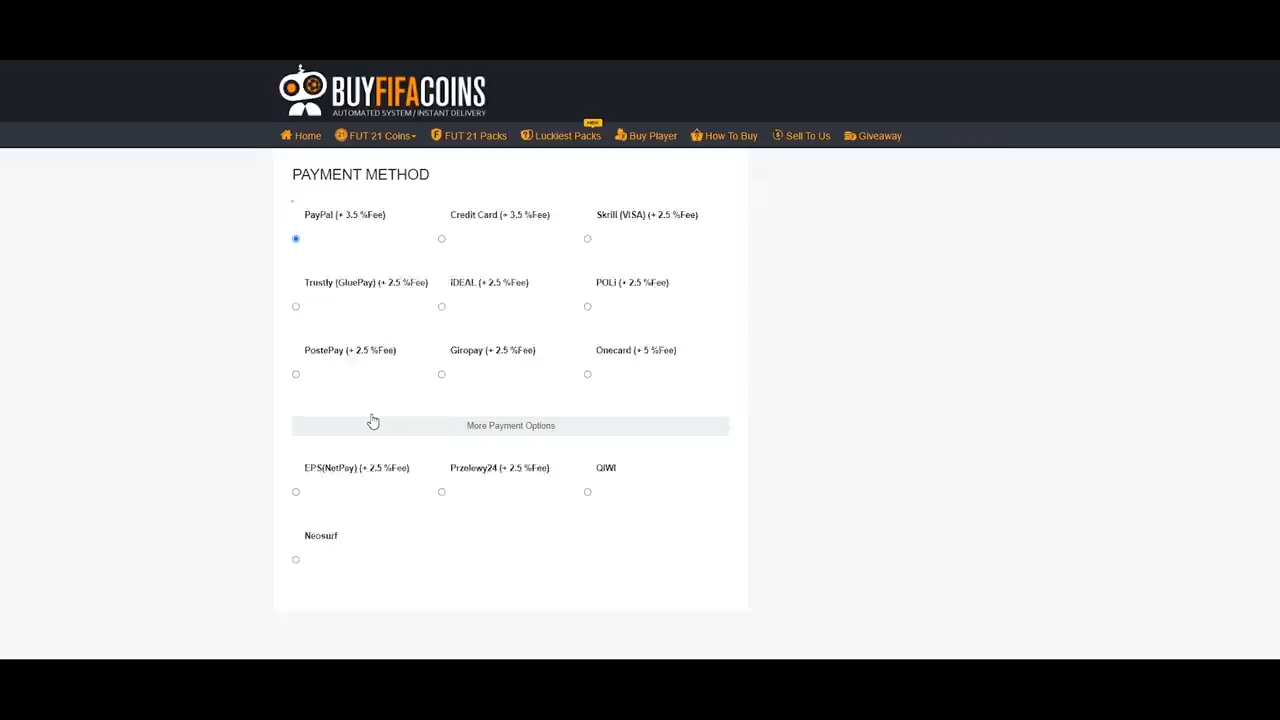 BUYFIFACOINS
AUTOMATED SYSTEM / INSTANT DELIVERY
NEW
Home FUT 21 Coins FUT 21 Packs Luckiest Packs Buy Player How To Buy Sell To Us Giveaway
PAYMENT METHOD
PayPal (+ 3.5 %Fee) Credit Card (+ 3.5 %Fee) Skrill (VISA) (+ 2.5 %Fee)
Trustly (GluePay) (+ 2.5 %Fee) iDEAL (+ 2.5 %Fee) POLi (+ 2.5 %Fee)
PostePay (+ 2.5 %Fee) Giropay (+ 2.5 %Fee) Onecard (+ 5 %Fee)
More Payment Options
EPS(NetPay) (+ 2.5 %Fee) Przelewy24 (+ 2.5 %Fee) QIWI
Neosurf